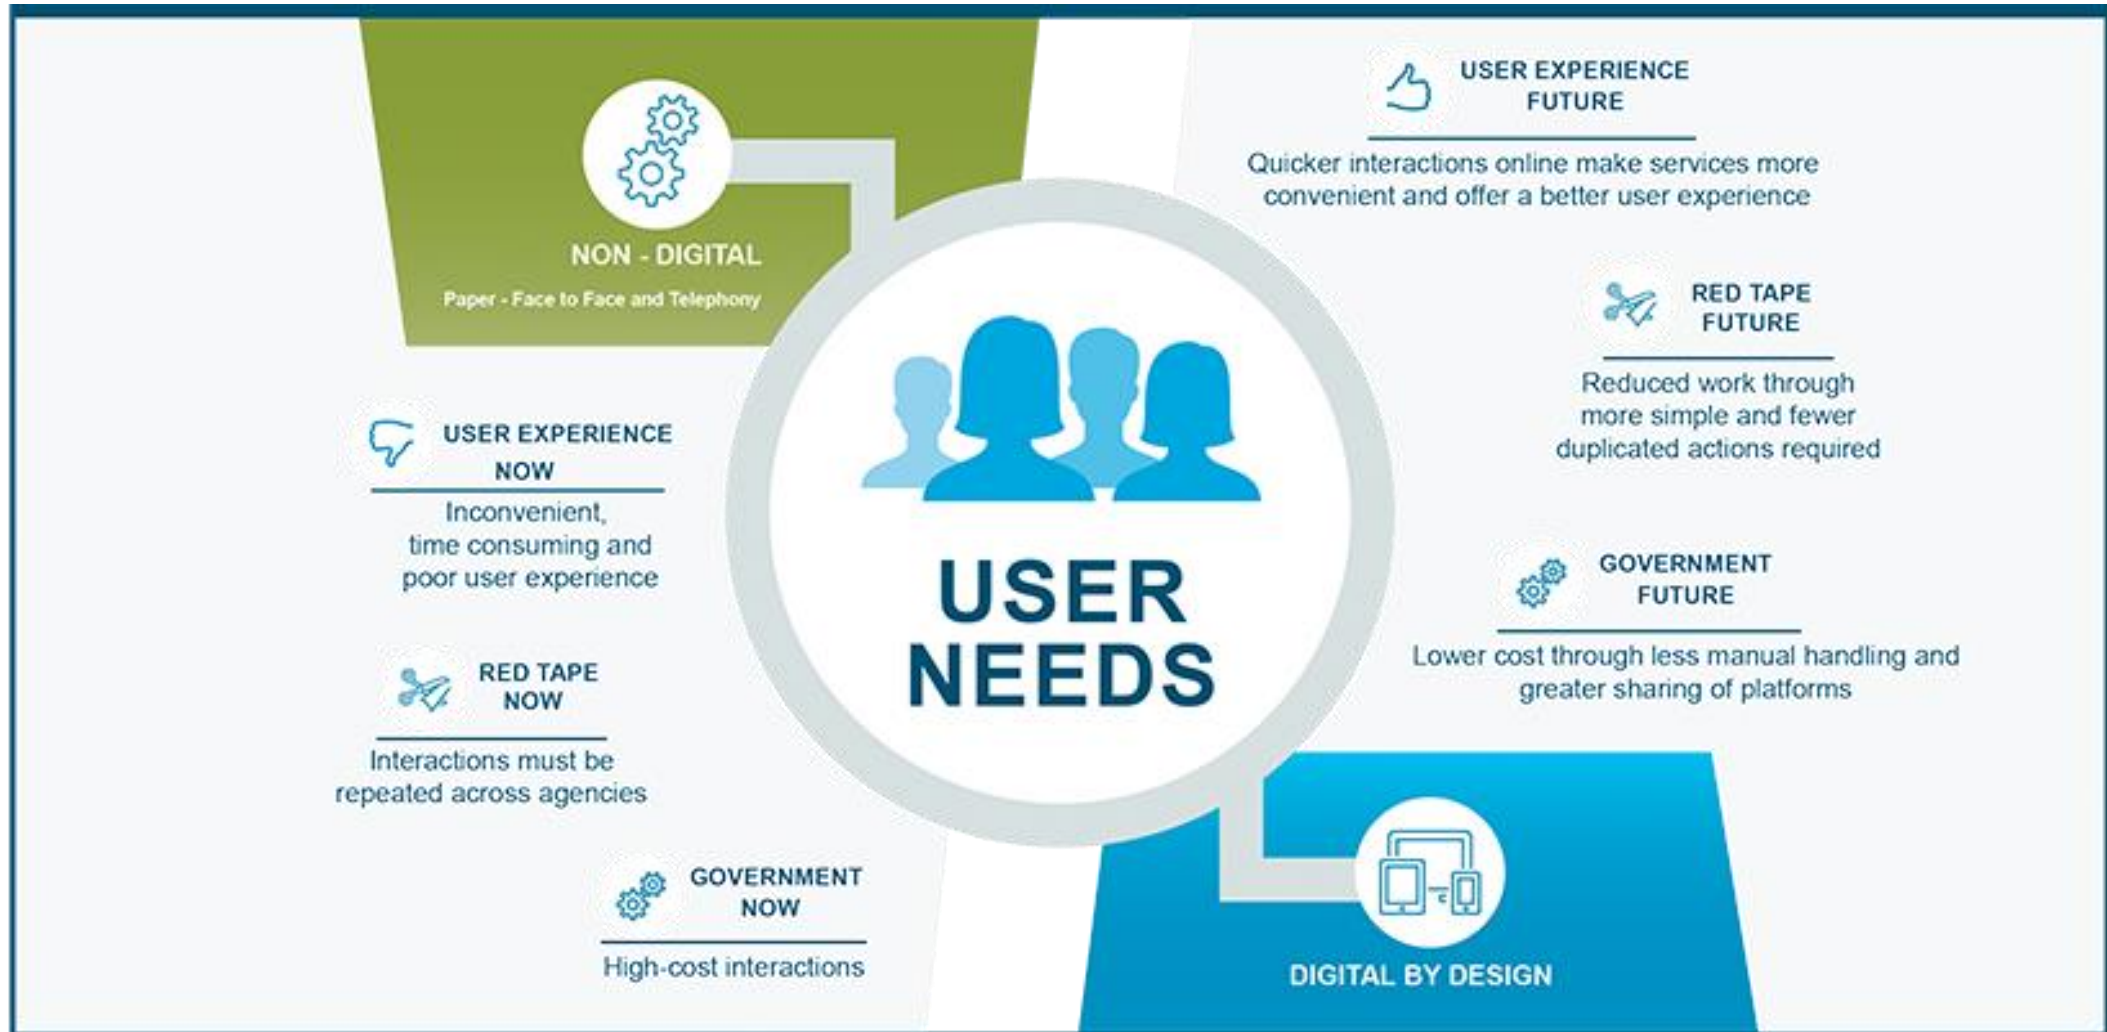 NON - DIGITAL
Paper - Face to Face and Telephony
USER EXPERIENCE
NOW
Inconvenient,
time consuming and
poor user experience
RED TAPE
NOW
Interactions must be
repeated across agencies
GOVERNMENT
NOW
High-cost interactions
USER
NEEDS
USER EXPERIENCE
FUTURE
Quicker interactions online make services more
convenient and offer a better user experience
RED TAPE
FUTURE
Reduced work through
more simple and fewer
duplicated actions required
GOVERNMENT
FUTURE
Lower cost through less manual handling and
greater sharing of platforms
DIGITAL BY DESIGN